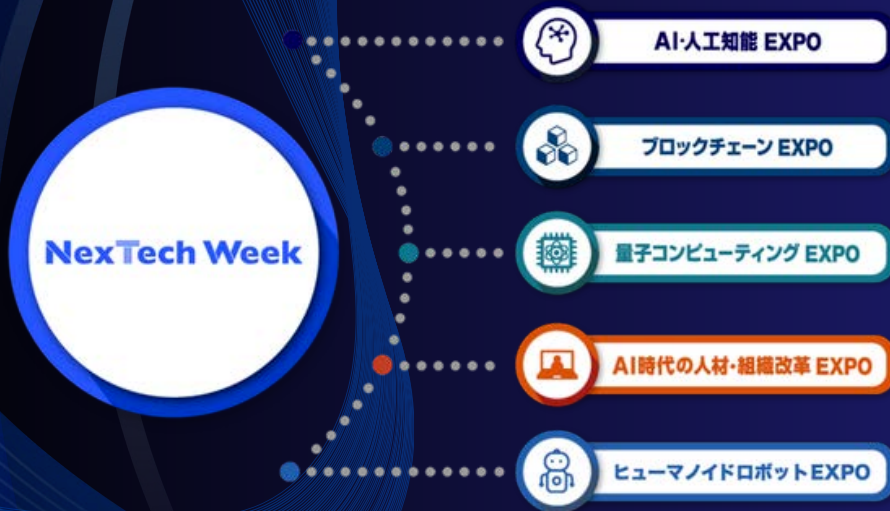 NexTech Week
AI・人工知能 EXPO
ブロックチェーン EXPO
量子コンピューティング EXPO
AI時代の人材・組織改革 EXPO
ヒューマノイドロボットEXPO